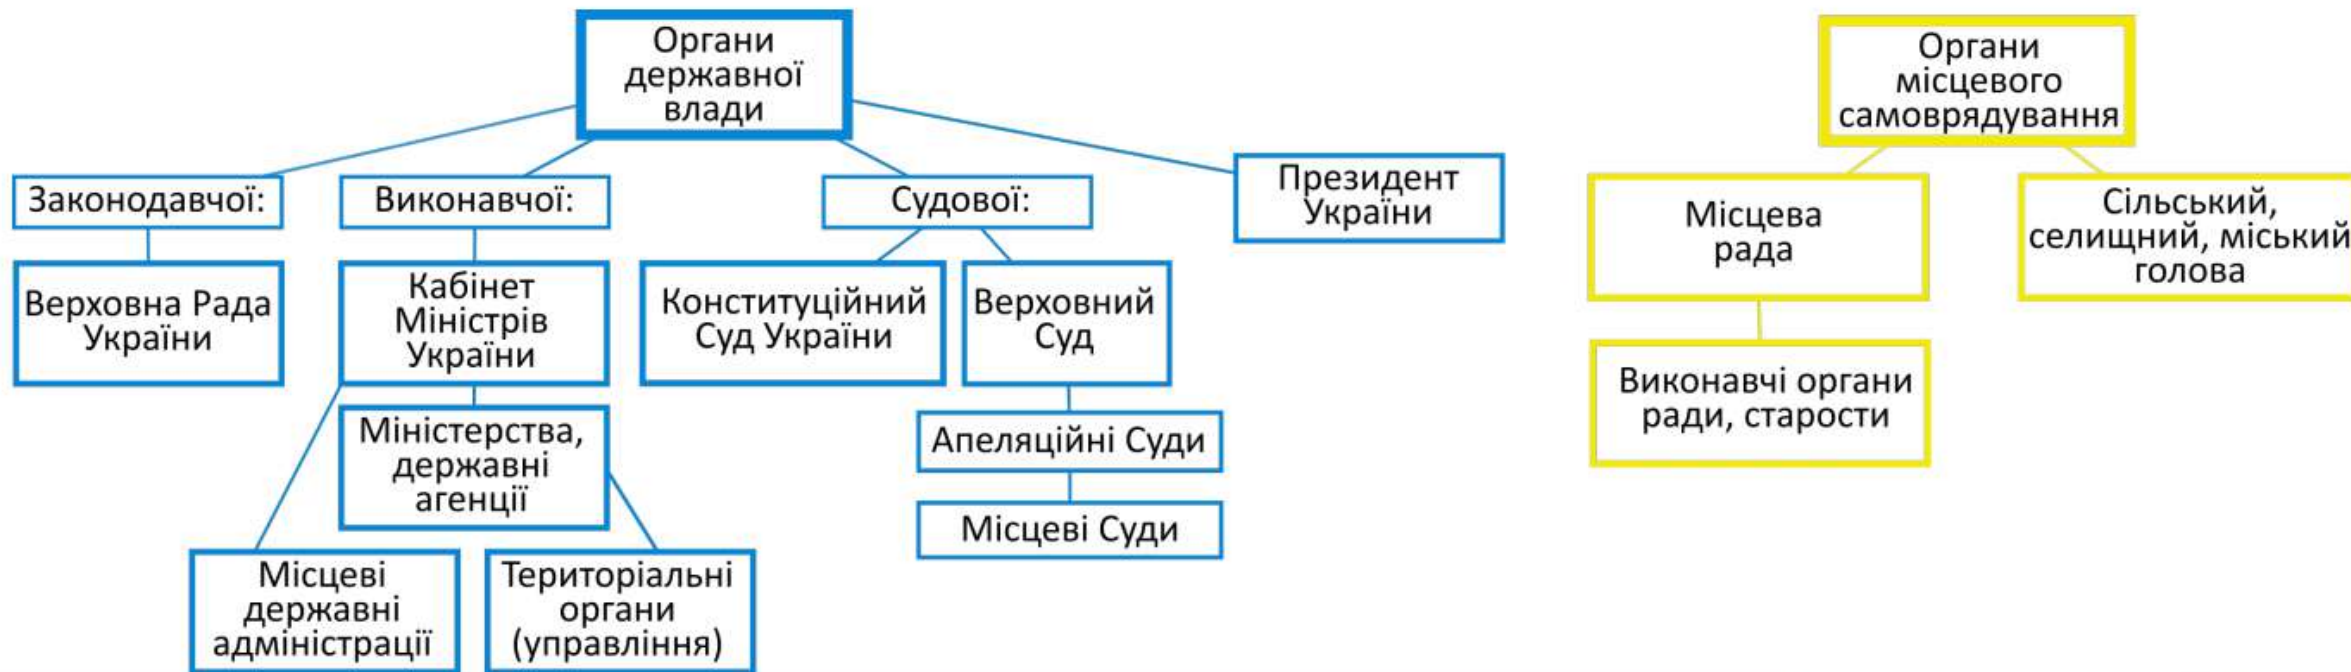 Органи
державної
влади
Законодавчої:
Виконавчої:
Судової:
Президент
України
Верховна Рада
України
Кабінет
Міністрів
України
Конституційний
Суд України
Верховний
Суд
Міністерства,
державні
агенції
Апеляційні Суди
Місцеві Суди
Місцеві
державні
адміністрації
Територіальні
органи
(управління)
Органи
місцевого
самоврядування
Місцева
рада
Сільський,
селищний, міський
голова
Виконавчі органи
ради, старости